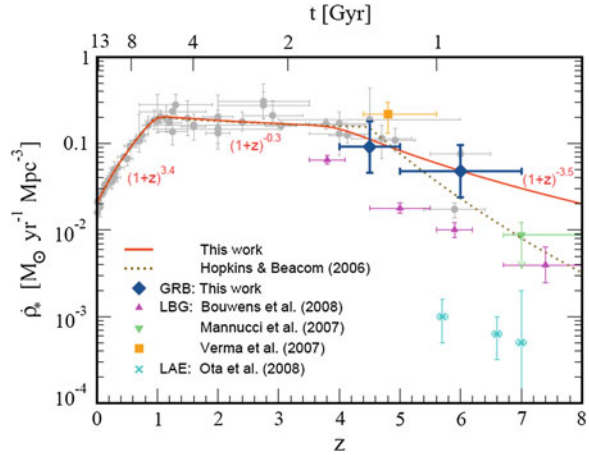 t [Gyr]
13 8 4 2 1
1
0.1
10⁻²
10⁻³
10⁻⁴
ρ̇* [M⊙ yr⁻¹ Mpc⁻³]
(1+z)³·⁴
(1+z)⁻⁰·³
(1+z)⁻³·⁵
This work
Hopkins & Beacom (2006)
GRB: This work
LBG: Bouwens et al. (2008)
Mannucci et al. (2007)
Verma et al. (2007)
LAE: Ota et al. (2008)
0 1 2 3 4 5 6 7 8
z